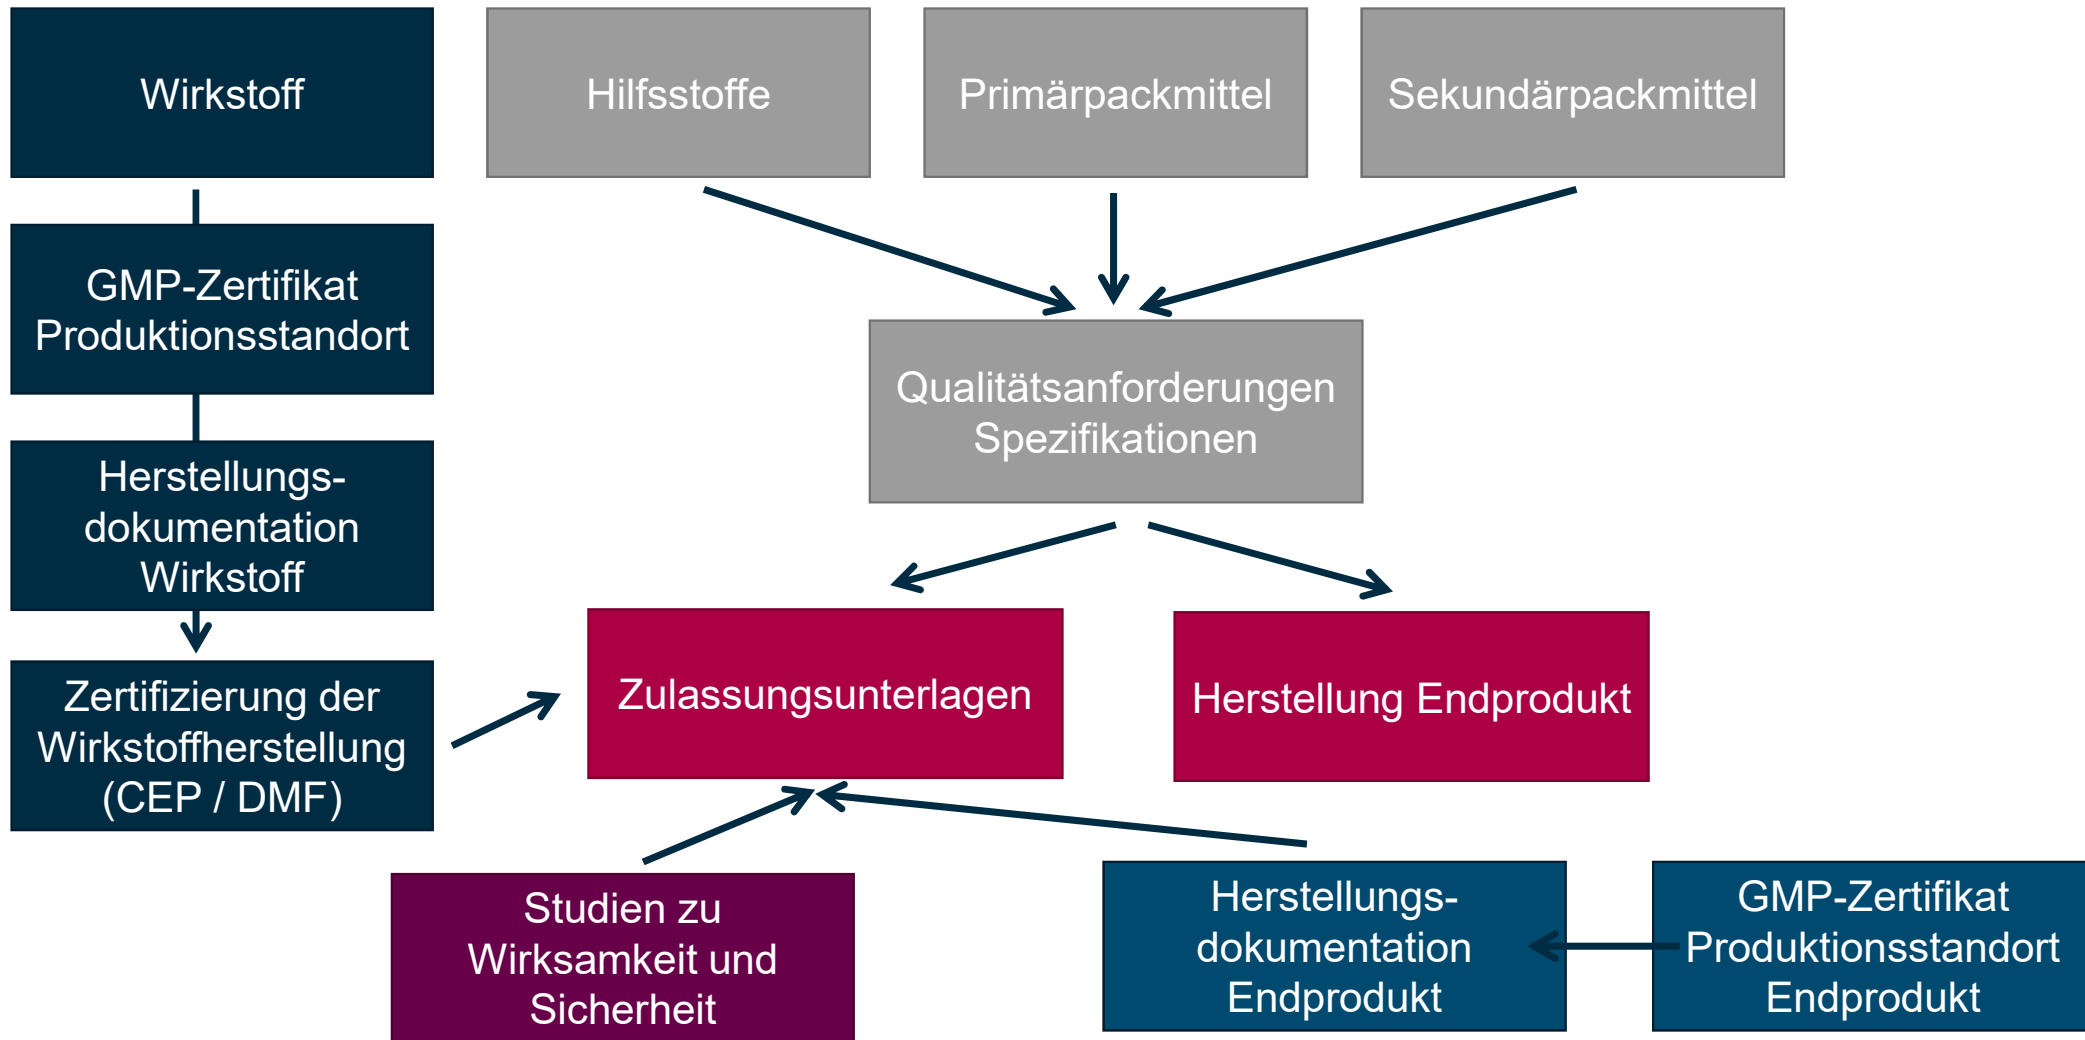 Wirkstoff
Hilfsstoffe
Primärpackmittel
Sekundärpackmittel
GMP-Zertifikat
Produktionsstandort
Qualitätsanforderungen
Spezifikationen
Herstellungs-
dokumentation
Wirkstoff
Zertifizierung der
Wirkstoffherstellung
(CEP / DMF)
Zulassungsunterlagen
Herstellung Endprodukt
Studien zu
Wirksamkeit und
Sicherheit
Herstellungs-
dokumentation
Endprodukt
GMP-Zertifikat
Produktionsstandort
Endprodukt